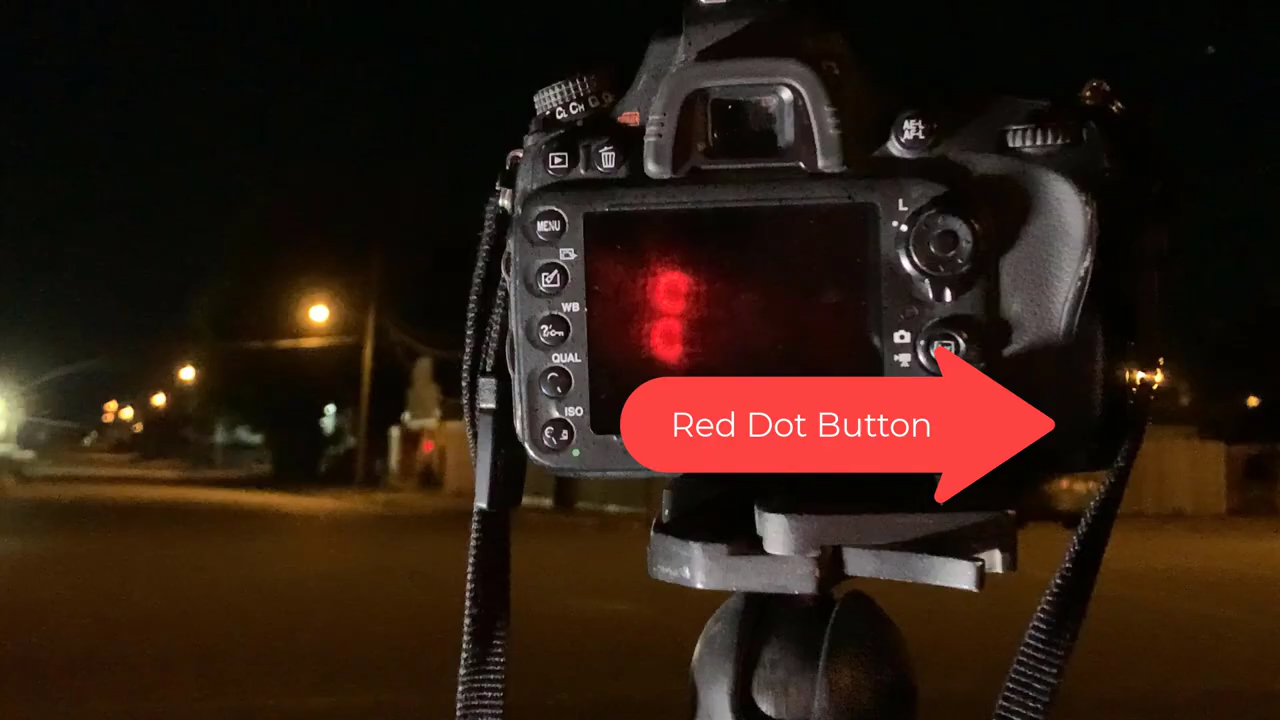 CL CH Q
AE-L
AF-L
MENU
L
WB
?
QUAL
ISO
Red Dot Button